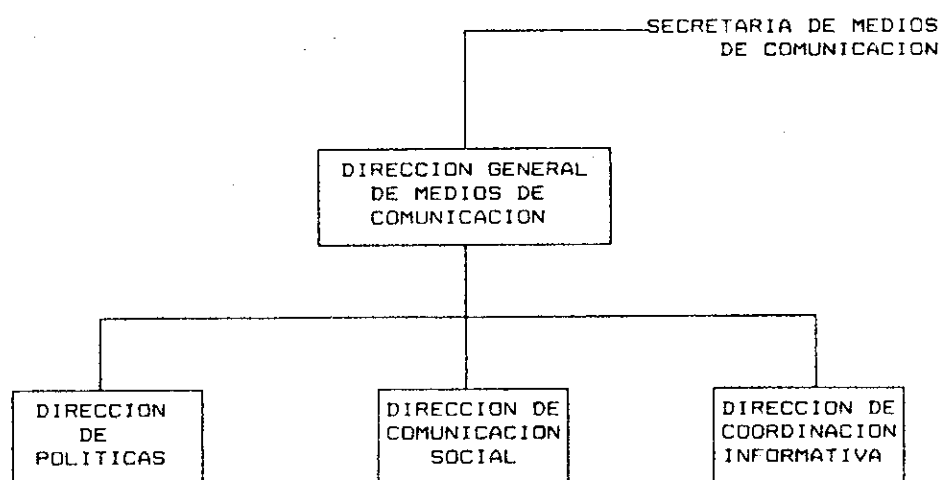 SECRETARIA DE MEDIOS
DE COMUNICACION
DIRECCION GENERAL
DE MEDIOS DE
COMUNICACION
DIRECCION
DE
POLITICAS
DIRECCION DE
COMUNICACION
SOCIAL
DIRECCION DE
COORDINACION
INFORMATIVA